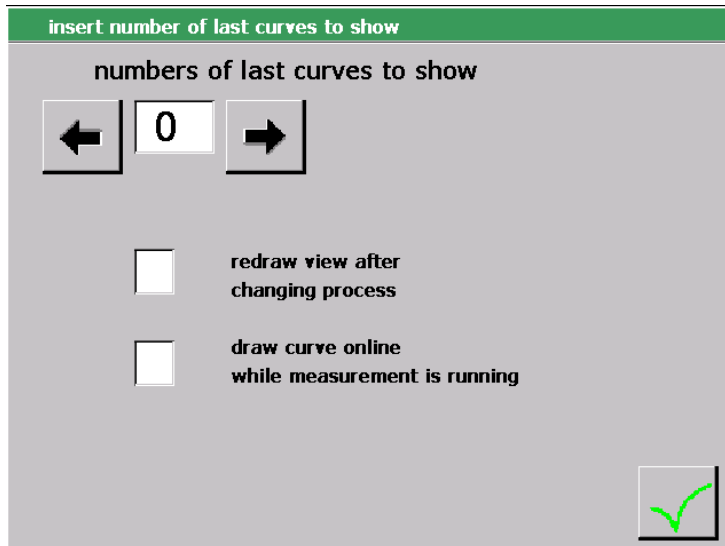 insert number of last curves to show
numbers of last curves to show
0
redraw view after
changing process
draw curve online
while measurement is running